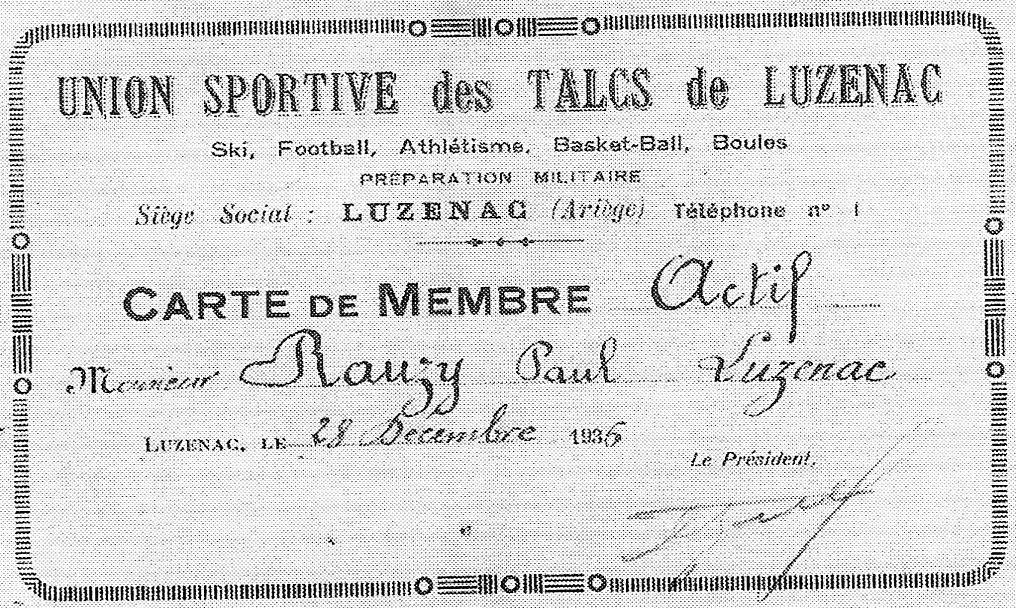 UNION SPORTIVE des TALCS de LUZENAC
Ski, Football, Athlétisme, Basket-Ball, Boules
PRÉPARATION MILITAIRE
Siège Social : LUZENAC (Ariège) Téléphone n° 1
CARTE DE MEMBRE Actif
Monsieur Rauzy Paul Luzenac
LUZENAC, LE 28 Décembre 1936
Le Président,